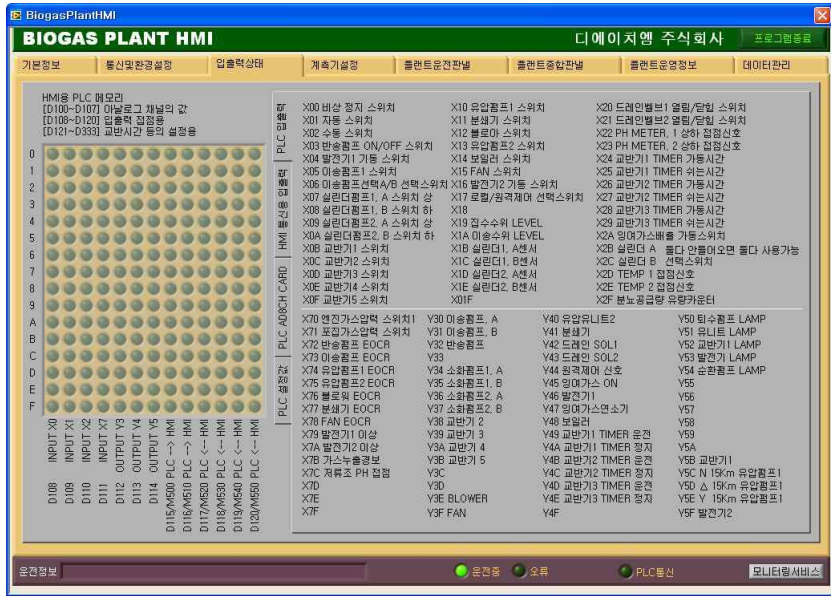 BiogasPlantHMI
BIOGAS PLANT HMI
디에이치엠 주식회사
프로그램종료
기본정보
통신및환경설정
입출력상태
계측기설정
플랜트운전판넬
플랜트종합판넬
플랜트운영정보
데이터관리
HMI용 PLC 메모리
[D100~D107] 아날로그 채널의 값
[D108~D120] 입출력 접점용
[D121~D333] 교반시간 등의 설정용
0
1
2
3
4
5
6
7
8
9
A
B
C
D
E
F
D108 INPUT X0
D109 INPUT X1
D110 INPUT X2
D111 INPUT X7
D112 OUTPUT Y3
D113 OUTPUT Y4
D114 OUTPUT Y5
D115/M500 PLC --> HMI
D116/M510 PLC <-- HMI
D117/M520 PLC <-- HMI
D118/M530 PLC <-- HMI
D119/M540 PLC <-- HMI
D120/M550 PLC <-- HMI
PLC 입출력
HMI 통신용 입출력
PLC AD8CH CARD
PLC 설정값
X00 비상 정지 스위치
X01 자동 스위치
X02 수동 스위치
X03 반송펌프 ON/OFF 스위치
X04 발전기1 기동 스위치
X05 이송펌프1 스위치
X06 이송펌프선택A/B 선택스위치
X07 실린더펌프1, A 스위치 상
X08 실린더펌프1, B 스위치 하
X09 실린더펌프2, A 스위치 상
X0A 실린더펌프2, B 스위치 하
X0B 교반기1 스위치
X0C 교반기2 스위치
X0D 교반기3 스위치
X0E 교반기4 스위치
X0F 교반기5 스위치
X10 유압펌프1 스위치
X11 분쇄기 스위치
X12 블로아 스위치
X13 유압펌프2 스위치
X14 보일러 스위치
X15 FAN 스위치
X16 발전기2 기동 스위치
X17 로컬/원격제어 선택스위치
X18
X19 집수수위 LEVEL
X1A 이송수위 LEVEL
X1B 실린더1, A센서
X1C 실린더1, B센서
X1D 실린더2, A센서
X1E 실린더2, B센서
X01F
X20 드레인밸브1 열림/닫힘 스위치
X21 드레인밸브2 열림/닫힘 스위치
X22 PH METER, 1 상하 접점신호
X23 PH METER, 2 상하 접점신호
X24 교반기1 TIMER 가동시간
X25 교반기1 TIMER 쉬는시간
X26 교반기2 TIMER 가동시간
X27 교반기2 TIMER 쉬는시간
X28 교반기3 TIMER 가동시간
X29 교반기3 TIMER 쉬는시간
X2A 잉여가스배출 가동스위치
X2B 실린더 A 둘다 안들어오면 둘다 사용가능
X2C 실린더 B 선택스위치
X2D TEMP 1 접점신호
X2E TEMP 2 접점신호
X2F 분뇨공급량 유량카운터
X70 엔진가스압력 스위치1
X71 포집가스압력 스위치
X72 반송펌프 EOCR
X73 이송펌프 EOCR
X74 유압펌프1 EOCR
X75 유압펌프2 EOCR
X76 블로워 EOCR
X77 분쇄기 EOCR
X78 FAN EOCR
X79 발전기1 이상
X7A 발전기2 이상
X7B 가스누출경보
X7C 저류조 PH 접점
X7D
X7E
X7F
Y30 이송펌프, A
Y31 이송펌프, B
Y32 반송펌프
Y33
Y34 소화펌프1, A
Y35 소화펌프1, B
Y36 소화펌프2, A
Y37 소화펌프2, B
Y38 교반기 2
Y39 교반기 3
Y3A 교반기 4
Y3B 교반기 5
Y3C
Y3D
Y3E BLOWER
Y3F FAN
Y40 유압유니트2
Y41 분쇄기
Y42 드레인 SOL1
Y43 드레인 SOL2
Y44 원격제어 신호
Y45 잉여가스 ON
Y46 발전기1
Y47 잉여가스연소기
Y48 보일러
Y49 교반기1 TIMER 운전
Y4A 교반기1 TIMER 정지
Y4B 교반기2 TIMER 운전
Y4C 교반기2 TIMER 정지
Y4D 교반기3 TIMER 운전
Y4E 교반기3 TIMER 정지
Y4F
Y50 퇴수펌프 LAMP
Y51 유니트 LAMP
Y52 교반기1 LAMP
Y53 발전기 LAMP
Y54 순환펌프 LAMP
Y55
Y56
Y57
Y58
Y59
Y5A
Y5B 교반기1
Y5C N 15Km 유압펌프1
Y5D △ 15Km 유압펌프1
Y5E Y 15Km 유압펌프1
Y5F 발전기2
운전정보
운전중
오류
PLC통신
모니터링서비스